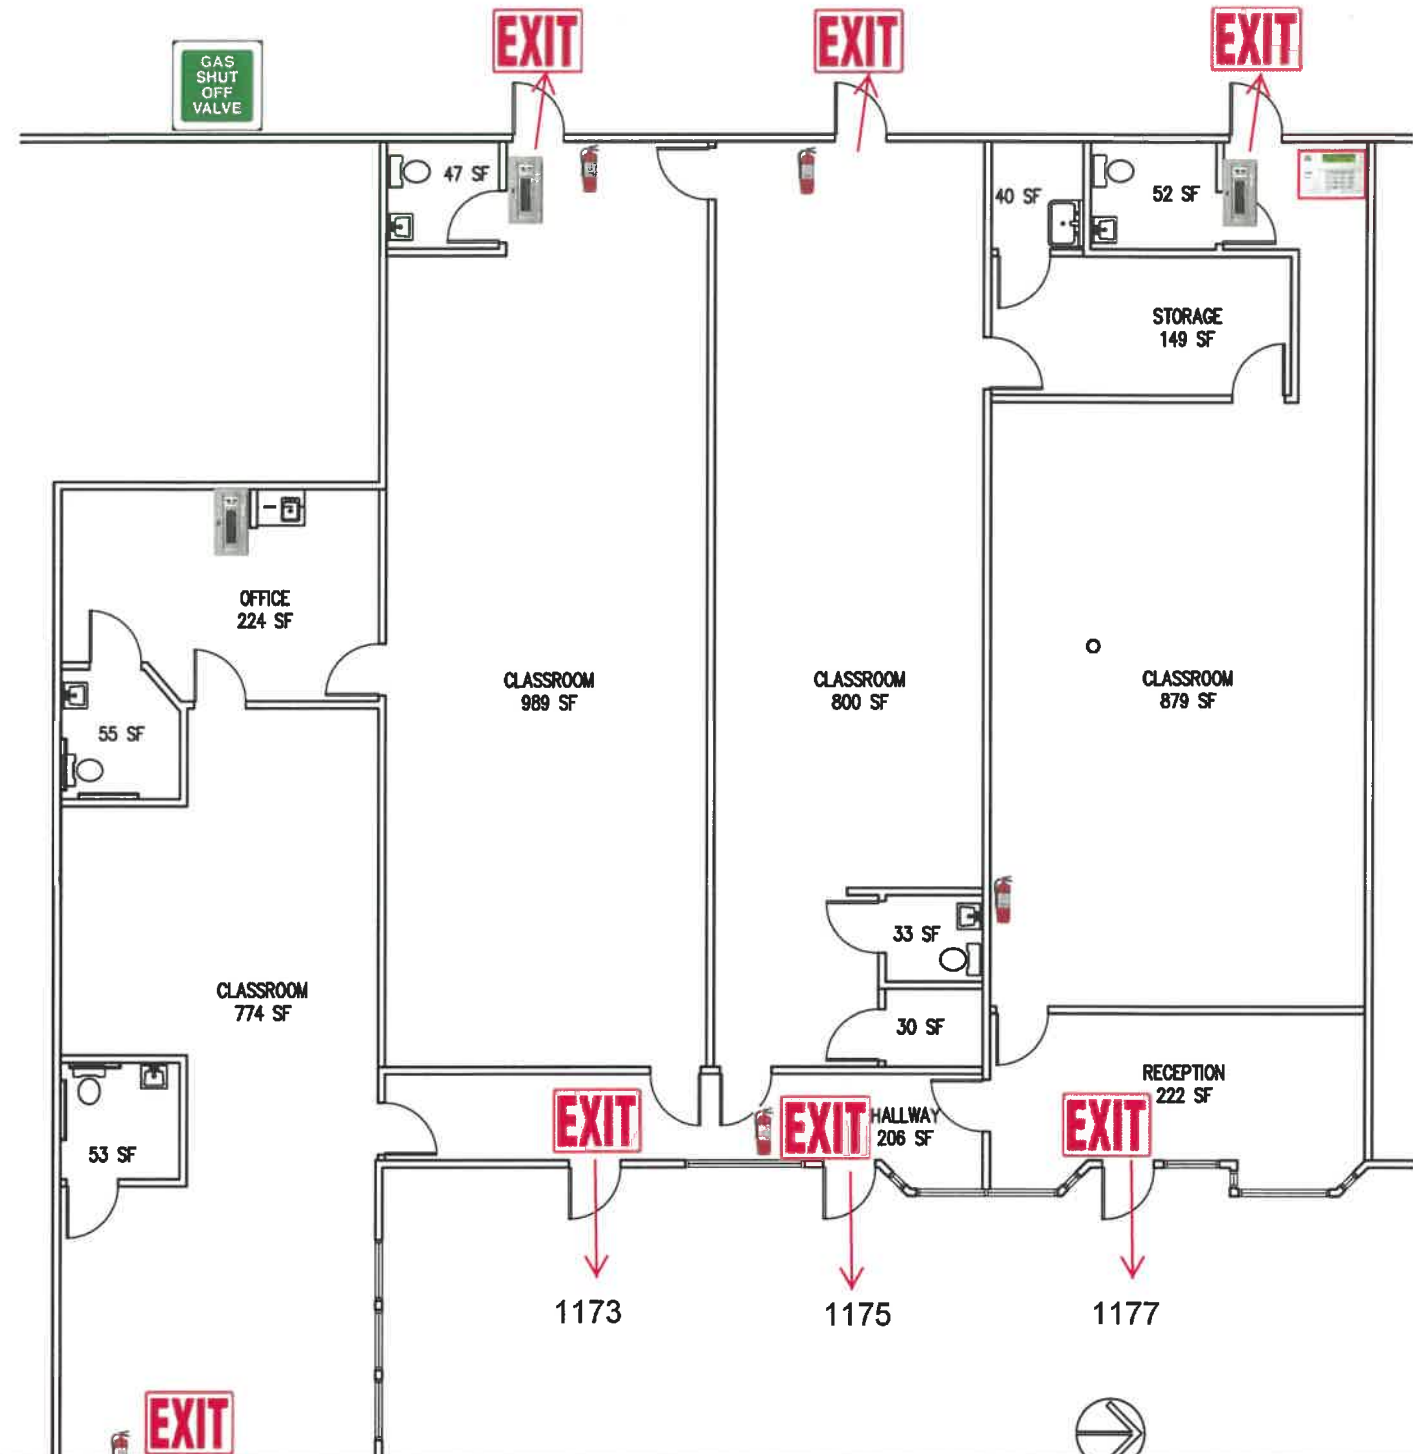 EXIT
EXIT
EXIT
GAS
SHUT
OFF
VALVE
47 SF
40 SF
52 SF
STORAGE
149 SF
OFFICE
224 SF
CLASSROOM
989 SF
CLASSROOM
800 SF
CLASSROOM
879 SF
55 SF
33 SF
CLASSROOM
774 SF
30 SF
RECEPTION
222 SF
EXIT
EXIT
HALLWAY
206 SF
EXIT
53 SF
1173
1175
1177
EXIT